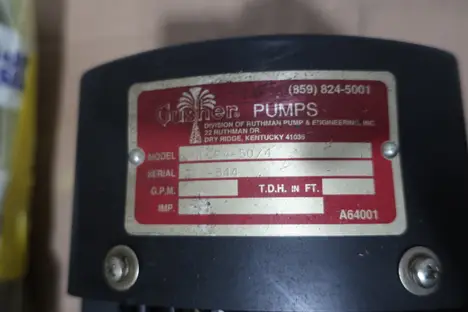 (859) 824-5001
Gusher PUMPS
DIVISION OF RUTHMAN PUMP & ENGINEERING, INC
22 RUTHMAN DR.
DRY RIDGE, KENTUCKY 41035
MODEL
SERIAL
G.P.M. T.D.H. IN FT.
IMP.
A64001